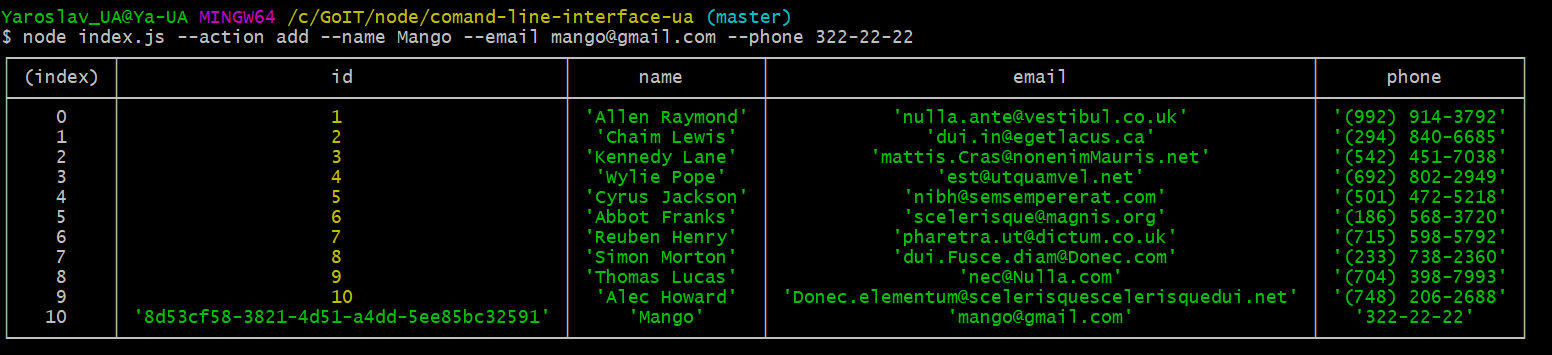 Yaroslav_UA@Ya-UA MINGW64 /c/GoIT/node/comand-line-interface-ua (master)
$ node index.js --action add --name Mango --email mango@gmail.com --phone 322-22-22
(index) id name email phone
0 1 'Allen Raymond' 'nulla.ante@vestibul.co.uk' '(992) 914-3792'
1 2 'Chaim Lewis' 'dui.in@egetlacus.ca' '(294) 840-6685'
2 3 'Kennedy Lane' 'mattis.Cras@nonenimMauris.net' '(542) 451-7038'
3 4 'Wylie Pope' 'est@utquamvel.net' '(692) 802-2949'
4 5 'Cyrus Jackson' 'nibh@semsempererat.com' '(501) 472-5218'
5 6 'Abbot Franks' 'scelerisque@magnis.org' '(186) 568-3720'
6 7 'Reuben Henry' 'pharetra.ut@dictum.co.uk' '(715) 598-5792'
7 8 'Simon Morton' 'dui.Fusce.diam@Donec.com' '(233) 738-2360'
8 9 'Thomas Lucas' 'nec@Nulla.com' '(704) 398-7993'
9 10 'Alec Howard' 'Donec.elementum@scelerisquescelerisquedui.net' '(748) 206-2688'
10 '8d53cf58-3821-4d51-a4dd-5ee85bc32591' 'Mango' 'mango@gmail.com' '322-22-22'